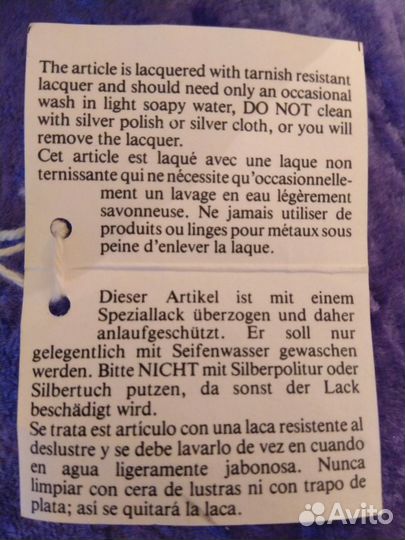 The article is lacquered with tarnish resistant
lacquer and should need only an occasional
wash in light soapy water, DO NOT clean
with silver polish or silver cloth, or you will
remove the lacquer.
Cet article est laqué avec une laque non
ternissante qui ne nécessite qu'occasionnelle-
ment un lavage en eau légèrement
savonneuse. Ne jamais utiliser de
produits ou linges pour métaux sous
peine d'enlever la laque.
Dieser Artikel ist mit einem
Speziallack überzogen und daher
anlaufgeschützt. Er soll nur
gelegentlich mit Seifenwasser gewaschen
werden. Bitte NICHT mit Silberpolitur oder
Silbertuch putzen, da sonst der Lack
beschädigt wird.
Se trata est artículo con una laca resistente al
deslustre y se debe lavarlo de vez en cuando
en agua ligeramente jabonosa. Nunca
limpiar con cera de lustras ni con trapo de
plata; así se quitará la laca.
Avito